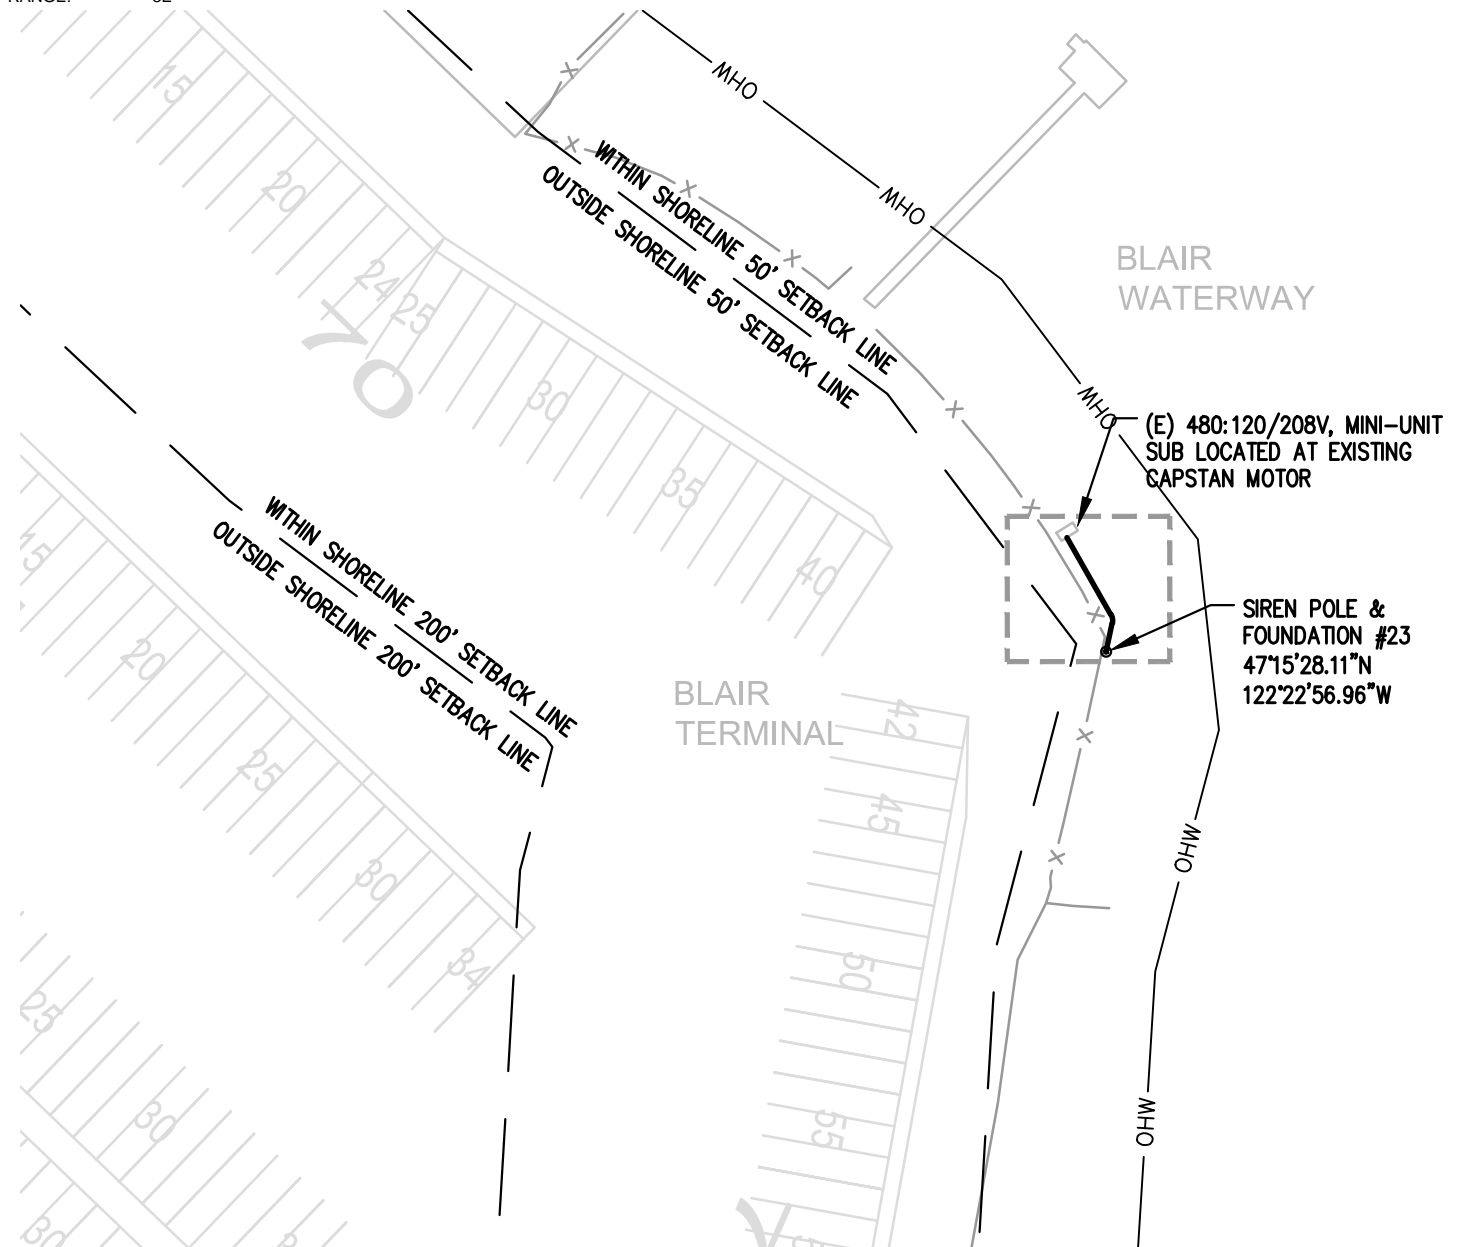 15
20
24
25
70
30
35
40
OHW
OHW
WITHIN SHORELINE 50' SETBACK LINE
OUTSIDE SHORELINE 50' SETBACK LINE
BLAIR
WATERWAY
OHW
(E) 480:120/208V, MINI-UNIT
SUB LOCATED AT EXISTING
CAPSTAN MOTOR
SIREN POLE &
FOUNDATION #23
47°15'28.11"N
122°22'56.96"W
WITHIN SHORELINE 200' SETBACK LINE
OUTSIDE SHORELINE 200' SETBACK LINE
BLAIR
TERMINAL
15
20
25
30
34
42
45
50
55
OHW
OHW
25
30
30